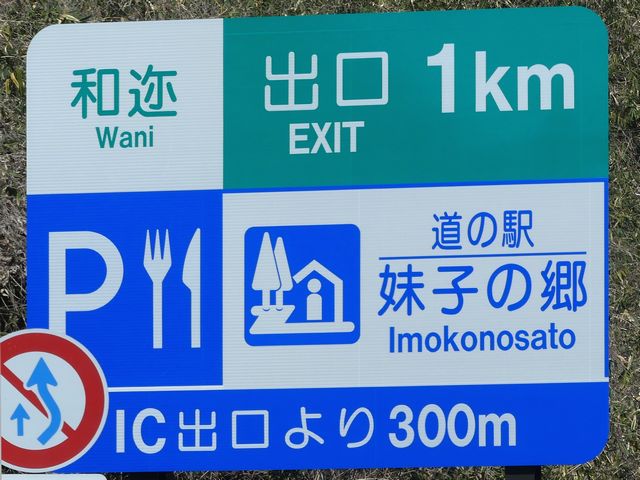 和迩
Wani
出口 1km
EXIT
P
道の駅
妹子の郷
Imokonosato
IC出口より300m